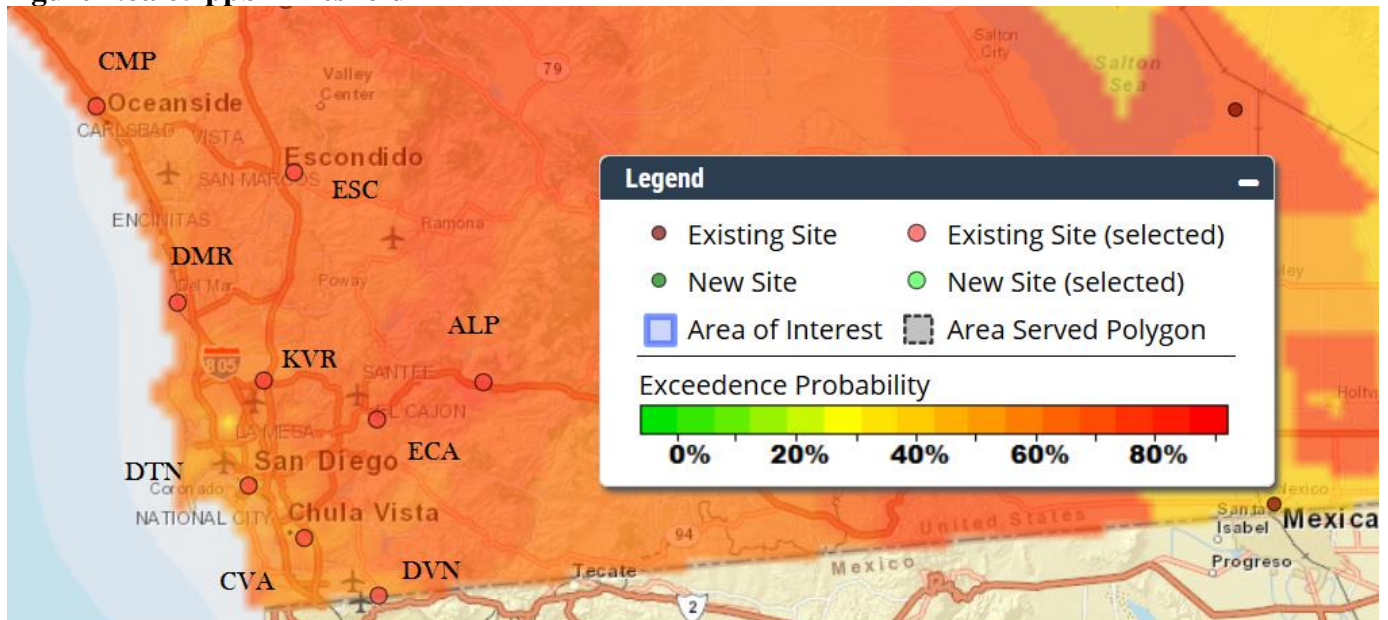 CMP
Oceanside
CARLSBAD
VISTA
Valley
Center
79
Salton
City
Salton
Sea
Escondido
SAN MARCOS
ESC
ENCINITAS
Ramona
DMR
Del Mar
Poway
ALP
805
KVR
SANTEE
EL CAJON
LA MESA
ECA
San Diego
DTN
Coronado
NATIONAL CITY
Chula Vista
CVA
DVN
94
Tecate
2
United States
Mexico
Legend
Existing Site
Existing Site (selected)
New Site
New Site (selected)
Area of Interest
Area Served Polygon
Exceedence Probability
0% 20% 40% 60% 80%
Santa
Isabel
Mexica
Progreso